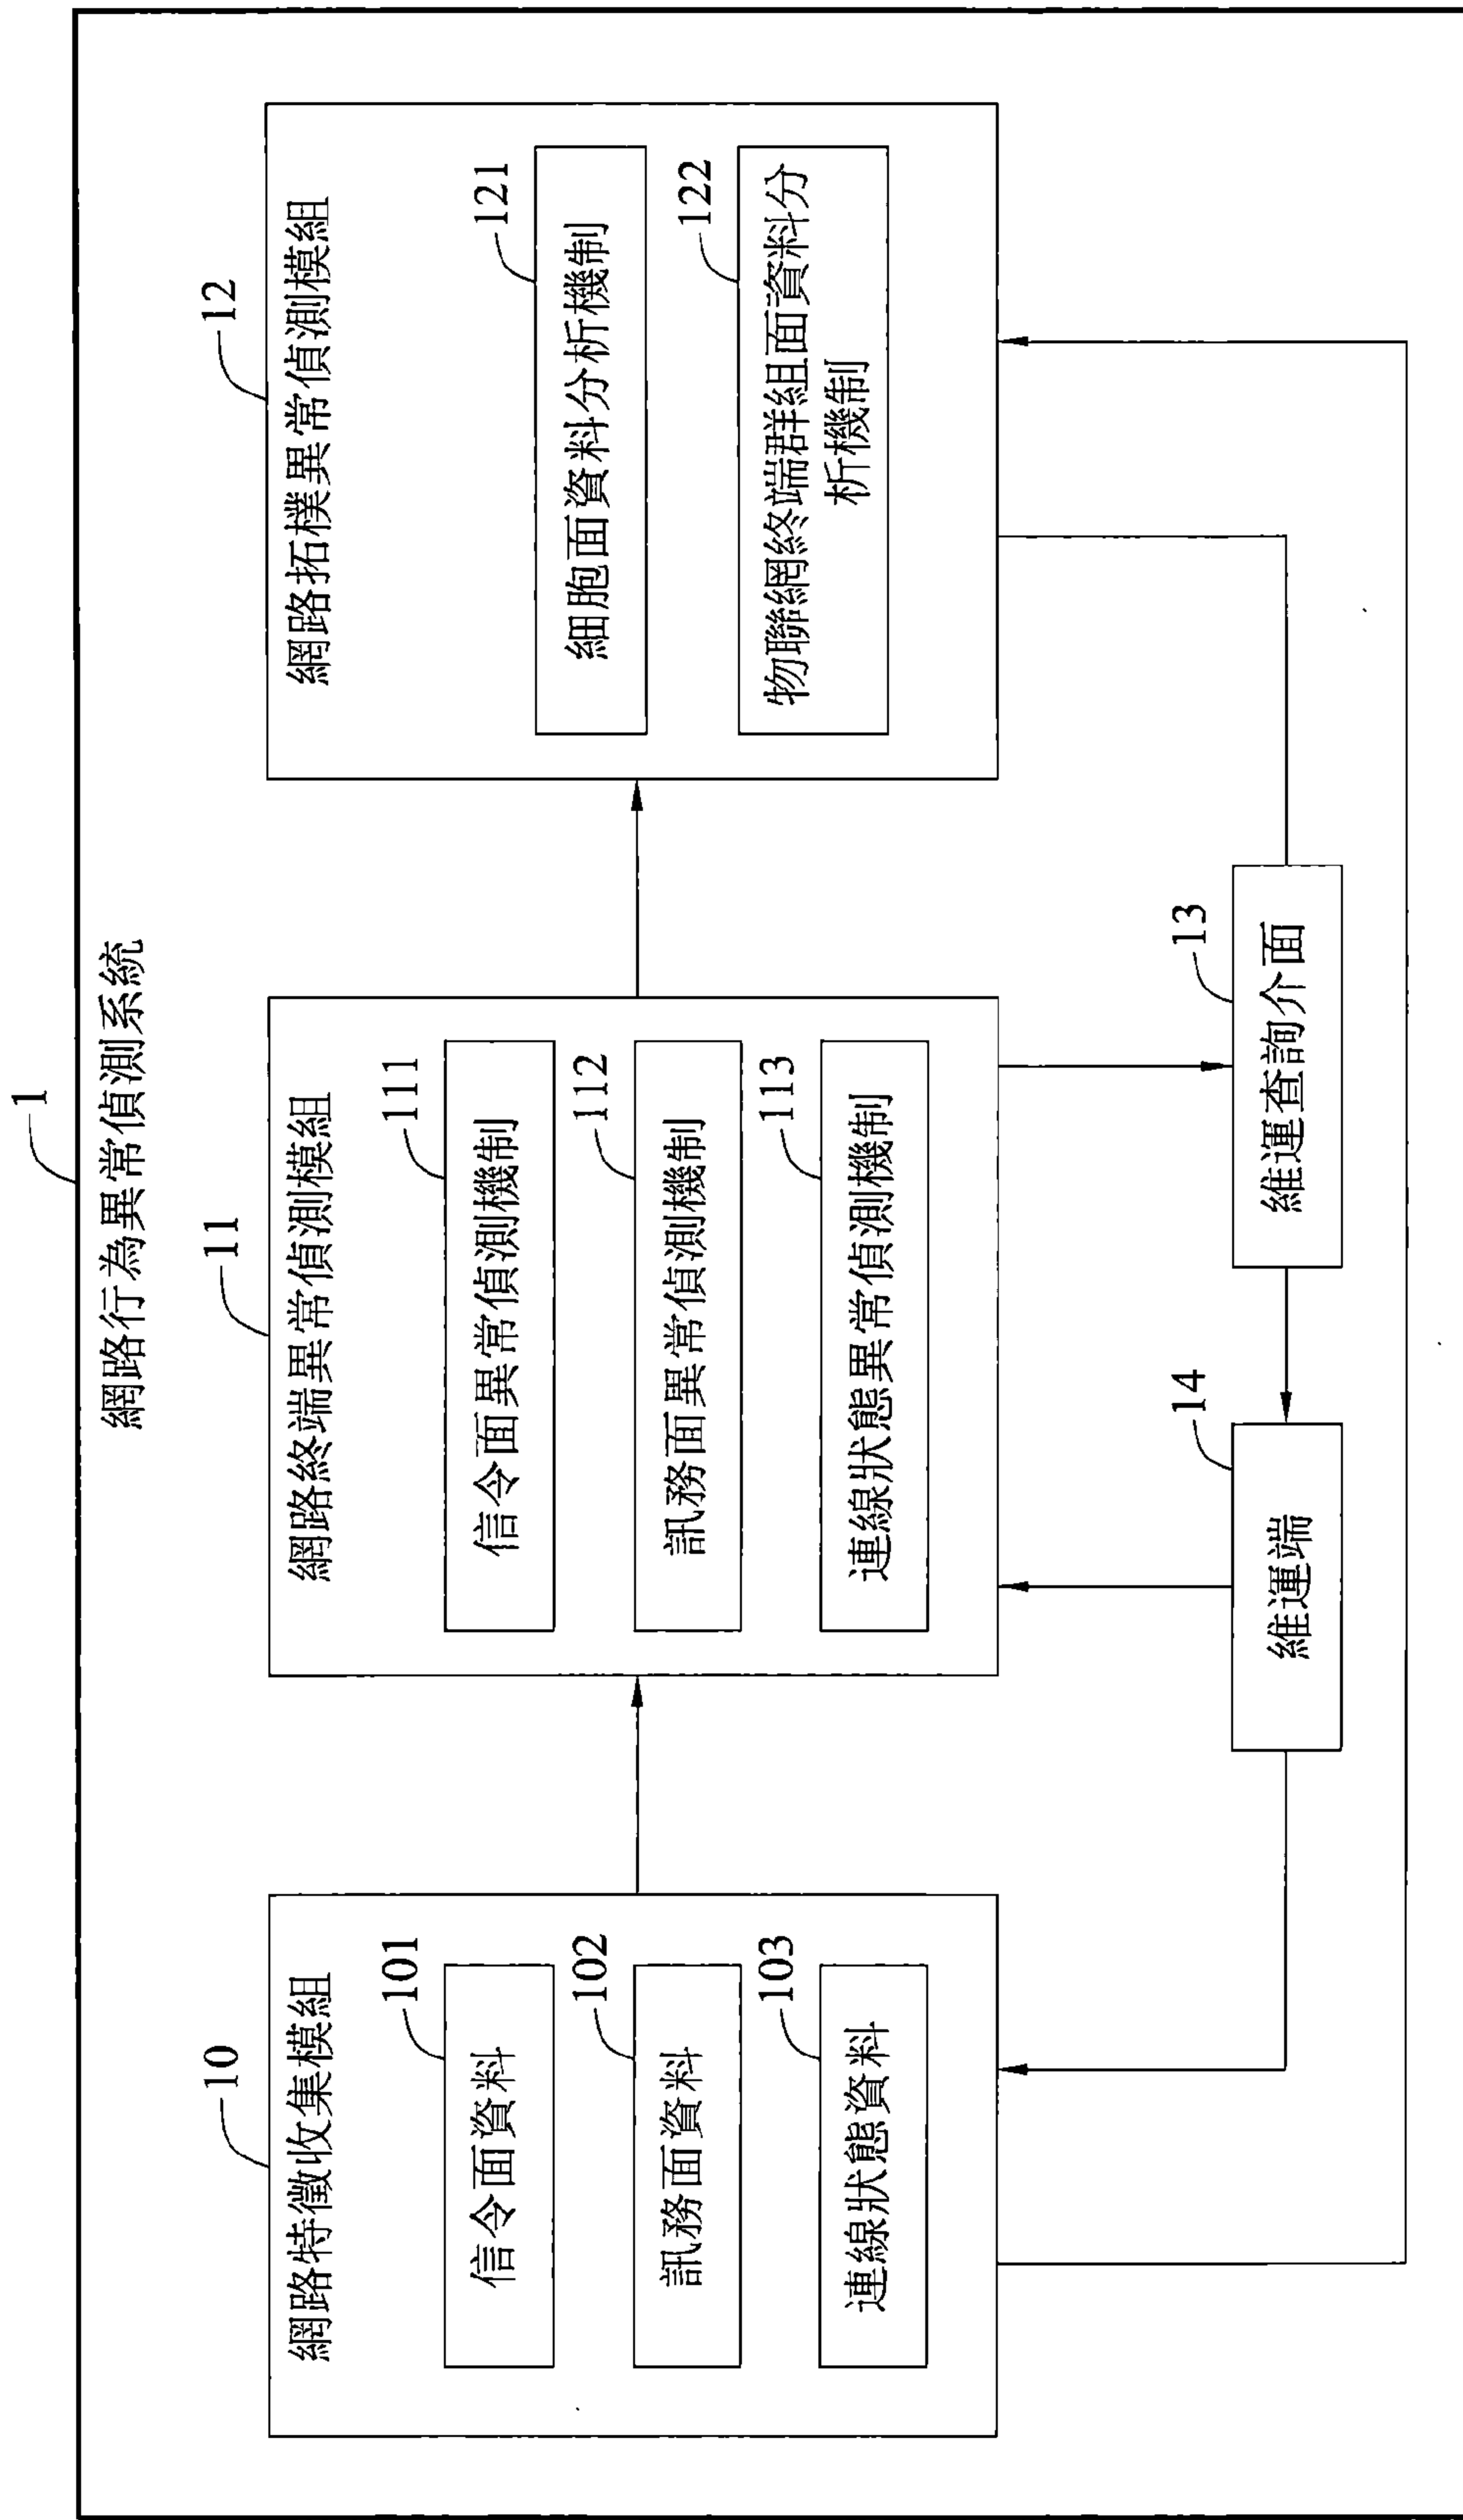 1
網路行為異常偵測系統
10
網路特徵收集模組
101
信令面資料
102
訊務面資料
103
連線狀態資料
11
網路終端異常偵測模組
111
信令面異常偵測機制
112
訊務面異常偵測機制
113
連線狀態異常偵測機制
12
網路拓樸異常偵測模組
121
細胞面資料分析機制
122
物聯網終端群組面資料分
析機制
14
維運端
13
維運查詢介面